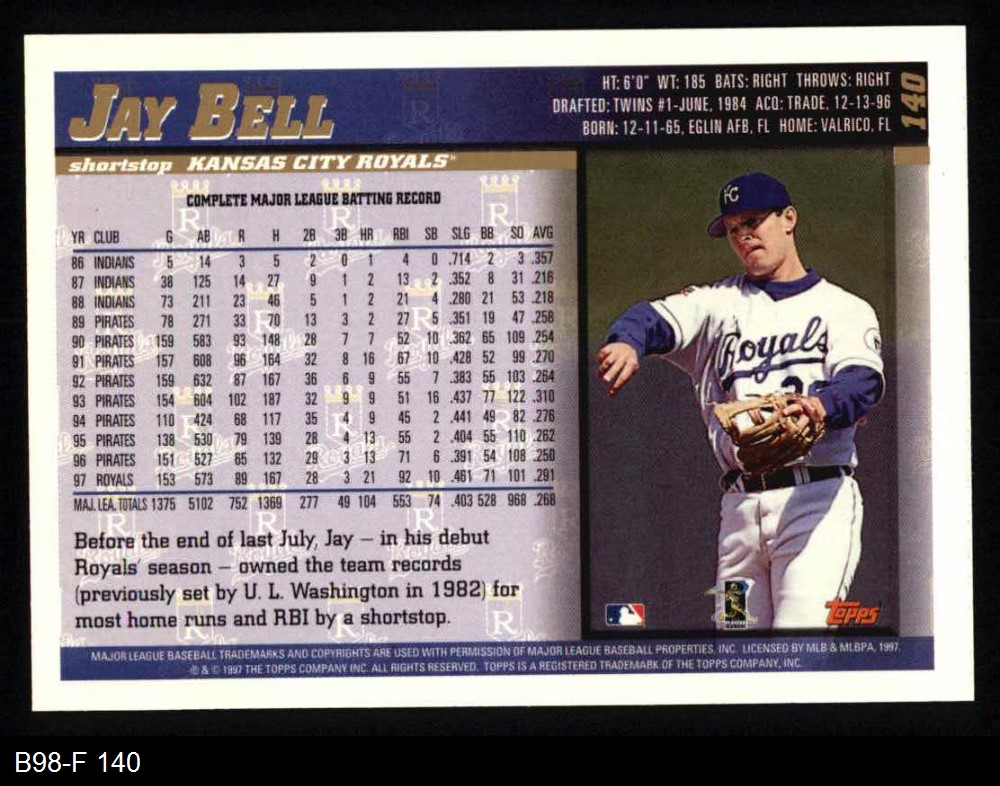 JAY BELL
HT: 6'0" WT: 185 BATS: RIGHT THROWS: RIGHT
DRAFTED: TWINS #1-JUNE, 1984 ACQ: TRADE, 12-13-96
BORN: 12-11-65, EGLIN AFB, FL HOME: VALRICO, FL
140
shortstop KANSAS CITY ROYALS
COMPLETE MAJOR LEAGUE BATTING RECORD
YR CLUB G AB R H 2B 3B HR RBI SB SLG BB SO AVG
86 INDIANS 5 14 3 5 2 0 1 4 0 .714 2 3 .357
87 INDIANS 38 125 14 27 9 1 2 13 2 .352 8 31 .216
88 INDIANS 73 211 23 46 5 1 2 21 4 .280 21 53 .218
89 PIRATES 78 271 33 70 13 3 2 27 5 .351 19 47 .258
90 PIRATES 159 583 93 148 28 7 7 52 10 .362 65 109 .254
91 PIRATES 157 608 96 164 32 8 16 67 10 .428 52 99 .270
92 PIRATES 159 632 87 167 36 6 9 55 7 .383 55 103 .264
93 PIRATES 154 604 102 187 32 9 9 51 16 .437 77 122 .310
94 PIRATES 110 424 68 117 35 4 9 45 2 .441 49 82 .276
95 PIRATES 138 530 79 139 28 4 13 55 2 .404 55 110 .262
96 PIRATES 151 527 65 132 29 3 13 71 6 .391 54 108 .250
97 ROYALS 153 573 89 167 28 3 21 92 10 .461 71 101 .291
MAJ. LEA. TOTALS 1375 5102 752 1369 277 49 104 553 74 .403 528 968 .268
Before the end of last July, Jay – in his debut
Royals' season – owned the team records
(previously set by U. L. Washington in 1982) for
most home runs and RBI by a shortstop.
KC
Royals
Topps
MAJOR LEAGUE BASEBALL TRADEMARKS AND COPYRIGHTS ARE USED WITH PERMISSION OF MAJOR LEAGUE BASEBALL PROPERTIES, INC. LICENSED BY MLB & MLBPA, 1997.
® & © 1997 THE TOPPS COMPANY, INC. ALL RIGHTS RESERVED. TOPPS IS A REGISTERED TRADEMARK OF THE TOPPS COMPANY, INC.
B98-F 140